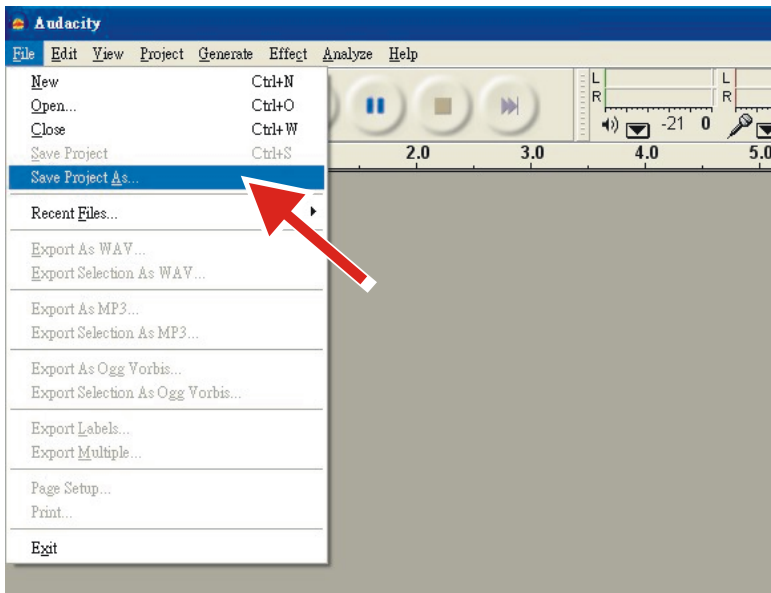 Audacity
File Edit View Project Generate Effect Analyze Help
New Ctrl+N
Open... Ctrl+O
Close Ctrl+W
Save Project Ctrl+S
Save Project As...
Recent Files...
Export As WAV...
Export Selection As WAV...
Export As MP3...
Export Selection As MP3...
Export As Ogg Vorbis...
Export Selection As Ogg Vorbis...
Export Labels...
Export Multiple...
Page Setup...
Print...
Exit
L L
R R
-21 0
2.0 3.0 4.0 5.0